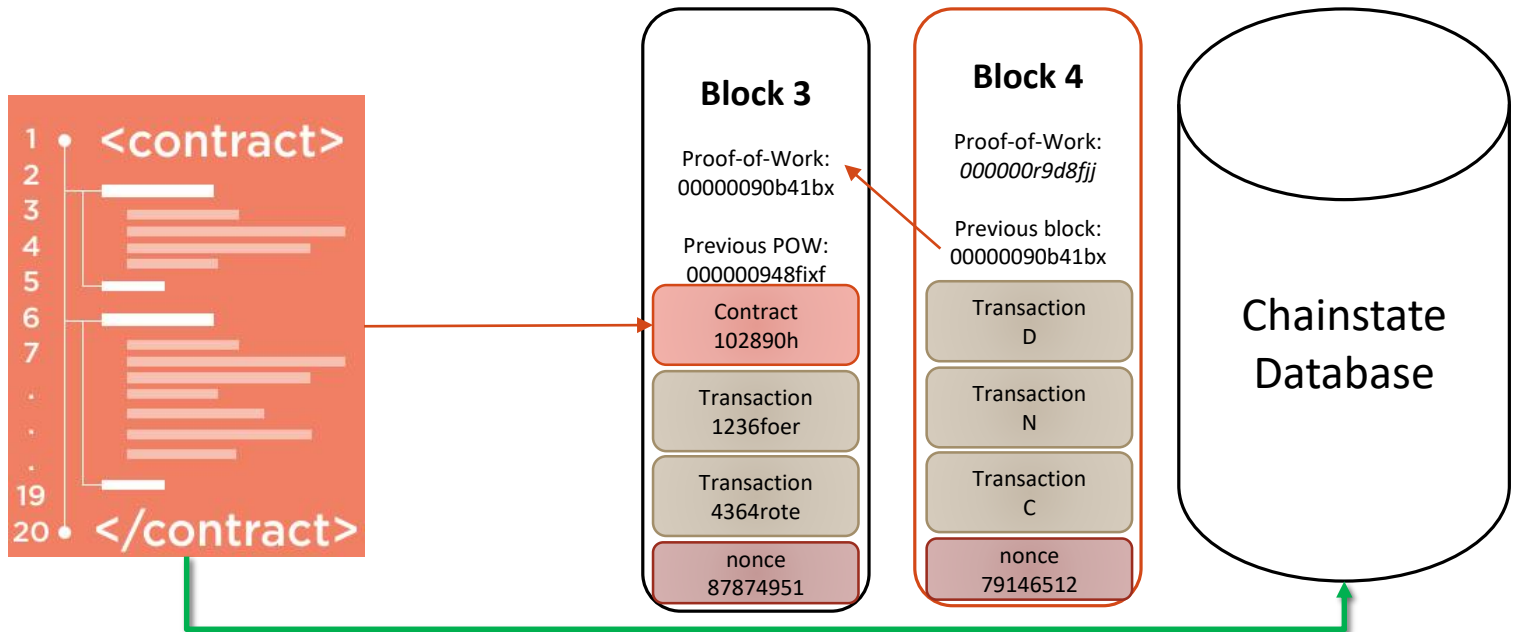 1
<contract>
2
3
4
5
6
7
.
.
.
19
20
</contract>
Block 3
Proof-of-Work:
00000090b41bx
Previous POW:
000000948fixf
Contract
102890h
Transaction
1236foer
Transaction
4364rote
nonce
87874951
Block 4
Proof-of-Work:
000000r9d8fjj
Previous block:
00000090b41bx
Transaction
D
Transaction
N
Transaction
C
nonce
79146512
Chainstate
Database